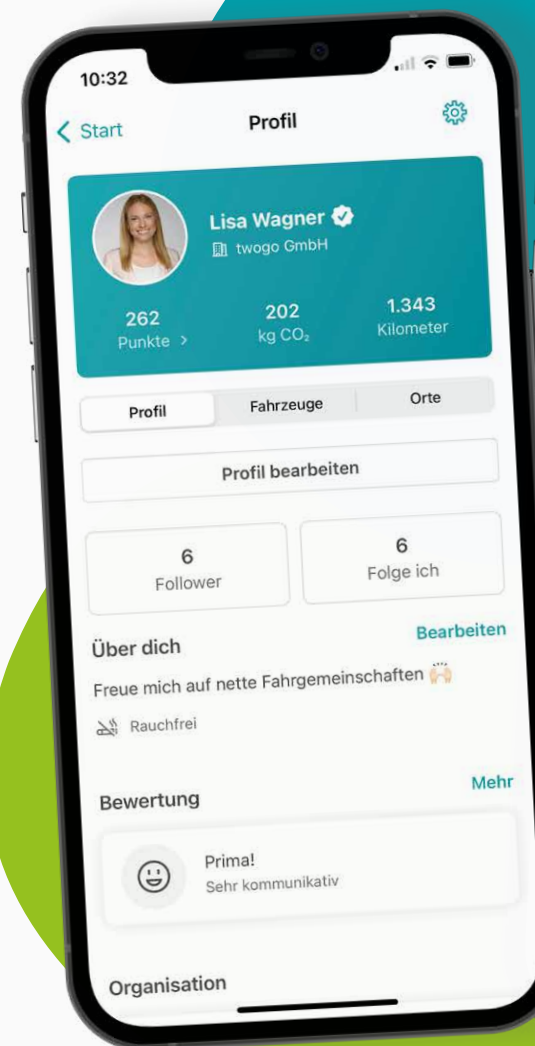 10:32
Start
Profil
Lisa Wagner
twogo GmbH
262
Punkte >
202
kg CO₂
1.343
Kilometer
Profil
Fahrzeuge
Orte
Profil bearbeiten
6
Follower
6
Folge ich
Über dich
Bearbeiten
Freue mich auf nette Fahrgemeinschaften 🙌🏻
Rauchfrei
Bewertung
Mehr
Prima!
Sehr kommunikativ
Organisation